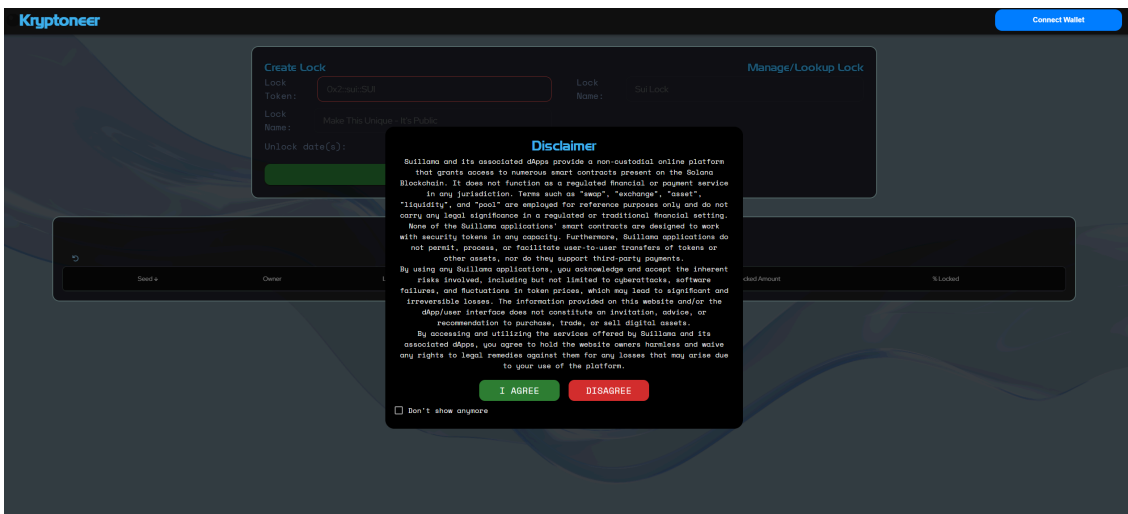 Kryptoneer
Connect Wallet
Create Lock
Manage/Lookup Lock
Lock Token:
0x2::sui::SUI
Lock Name:
Sui Lock
Lock Name:
Make This Unique - It's Public
Unlock date(s):
Disclaimer
Suillama and its associated dApps provide a non-custodial online platform
that grants access to numerous smart contracts present on the Solana
Blockchain. It does not function as a regulated financial or payment service
in any jurisdiction. Terms such as "swap", "exchange", "asset",
"liquidity", and "pool" are employed for reference purposes only and do not
carry any legal significance in a regulated or traditional financial setting.
None of the Suillama applications' smart contracts are designed to work
with security tokens in any capacity. Furthermore, Suillama applications do
not permit, process, or facilitate user-to-user transfers of tokens or
other assets, nor do they support third-party payments.
By using any Suillama applications, you acknowledge and accept the inherent
risks involved, including but not limited to cyberattacks, software
failures, and fluctuations in token prices, which may lead to significant and
irreversible losses. The information provided on this website and/or the
dApp/user interface does not constitute an invitation, advice, or
recommendation to purchase, trade, or sell digital assets.
By accessing and utilizing the services offered by Suillama and its
associated dApps, you agree to hold the website owners harmless and waive
any rights to legal remedies against them for any losses that may arise due
to your use of the platform.
I AGREE
DISAGREE
Don't show anymore
Seed
Owner
Amount
% Locked